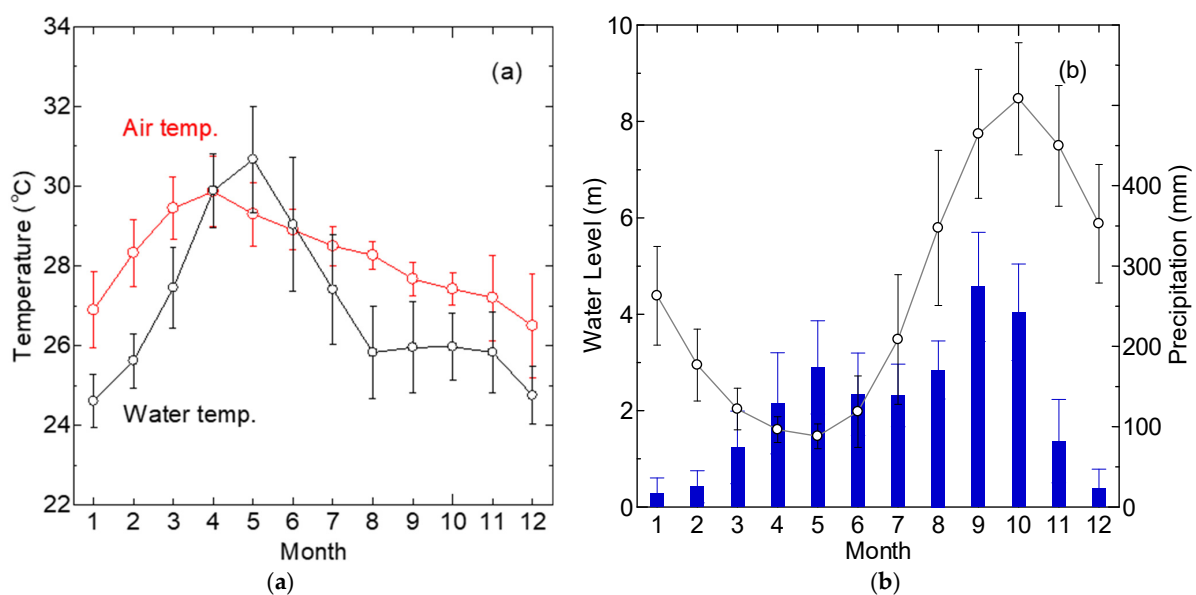 34
32
30
28
26
24
22
Temperature (°C)
(a)
Air temp.
Water temp.
1 2 3 4 5 6 7 8 9 10 11 12
Month
(a)
10
8
6
4
2
0
Water Level (m)
(b)
400
300
200
100
0
Precipitation (mm)
1 2 3 4 5 6 7 8 9 10 11 12
Month
(b)